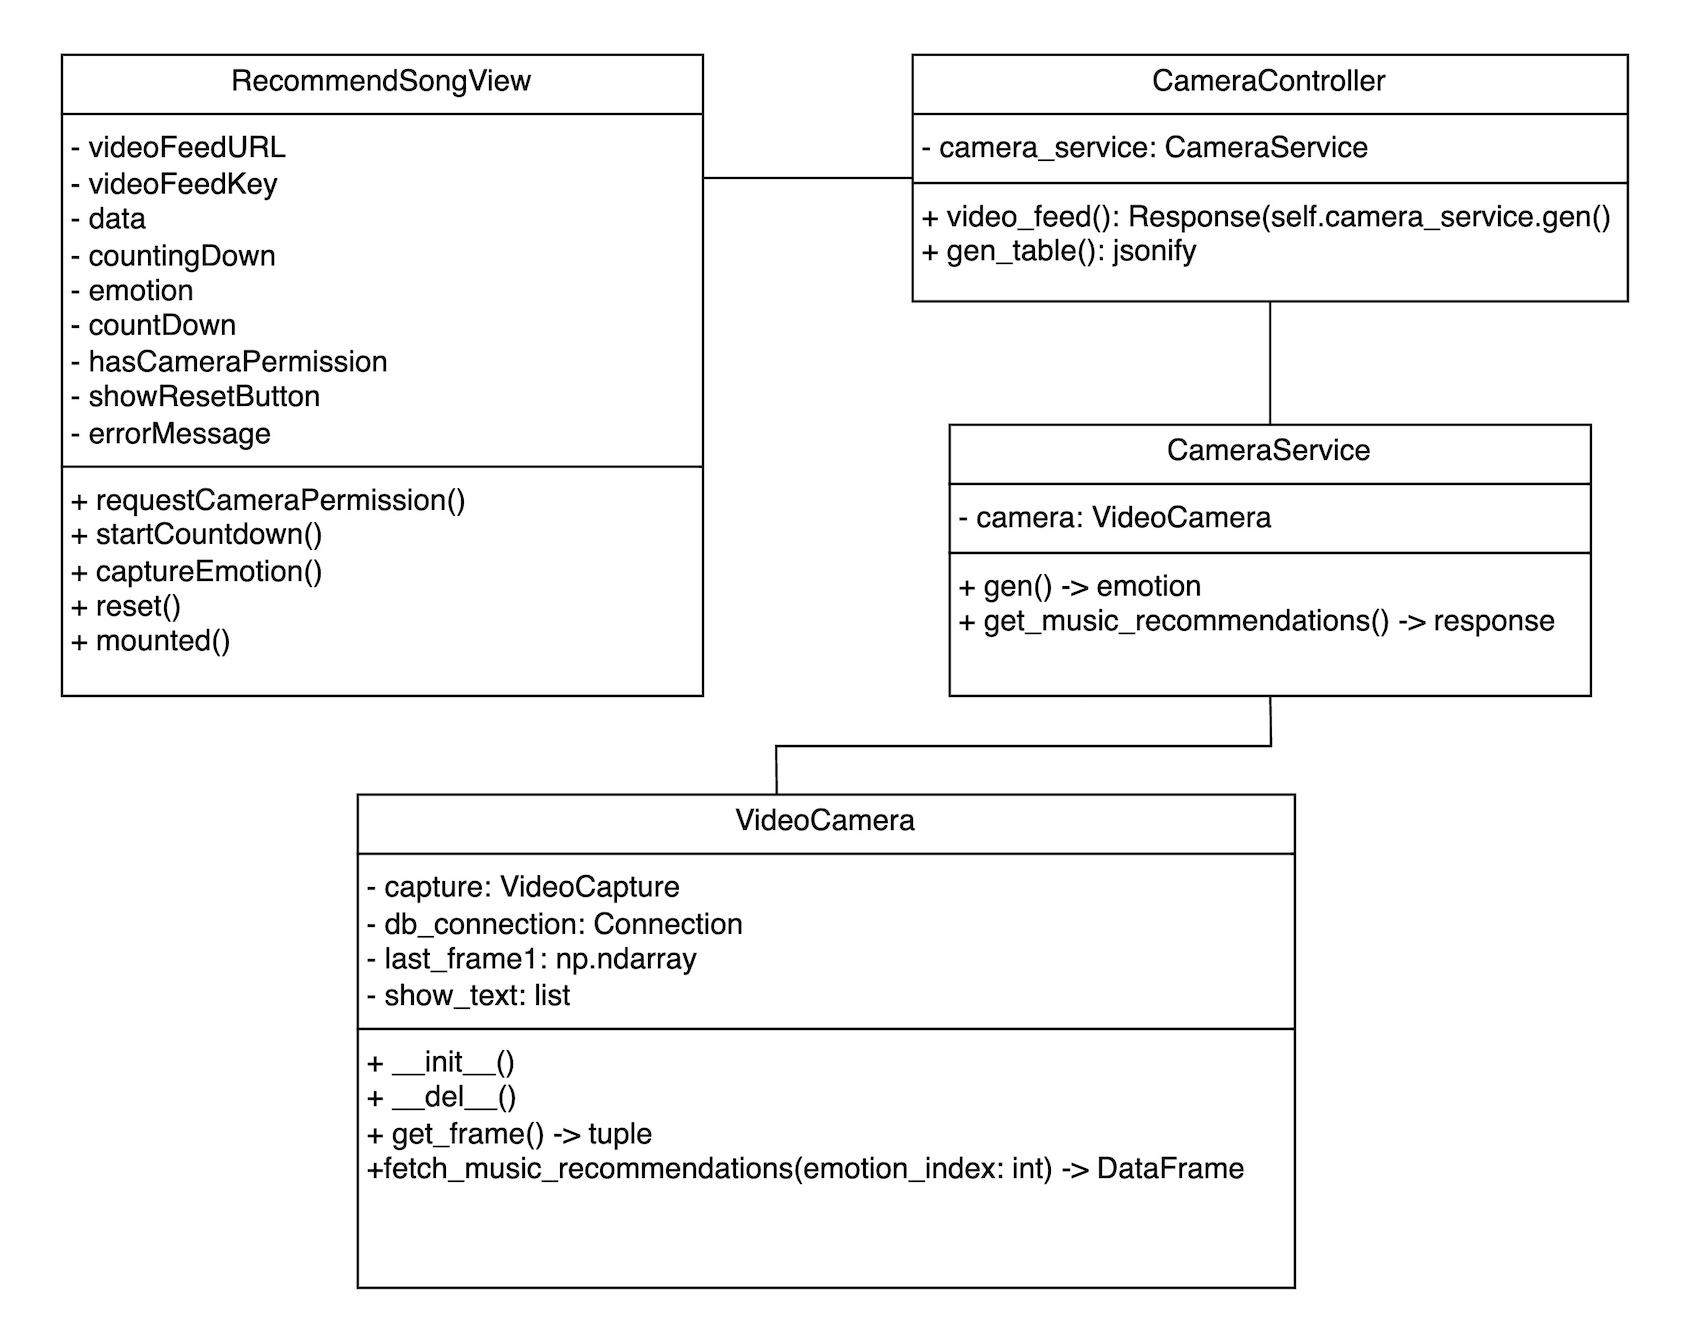 RecommendSongView
- videoFeedURL
- videoFeedKey
- data
- countingDown
- emotion
- countDown
- hasCameraPermission
- showResetButton
- errorMessage
+ requestCameraPermission()
+ startCountdown()
+ captureEmotion()
+ reset()
+ mounted()
CameraController
- camera_service: CameraService
+ video_feed(): Response(self.camera_service.gen()
+ gen_table(): jsonify
CameraService
- camera: VideoCamera
+ gen() -> emotion
+ get_music_recommendations() -> response
VideoCamera
- capture: VideoCapture
- db_connection: Connection
- last_frame1: np.ndarray
- show_text: list
+ __init__()
+ __del__()
+ get_frame() -> tuple
+fetch_music_recommendations(emotion_index: int) -> DataFrame